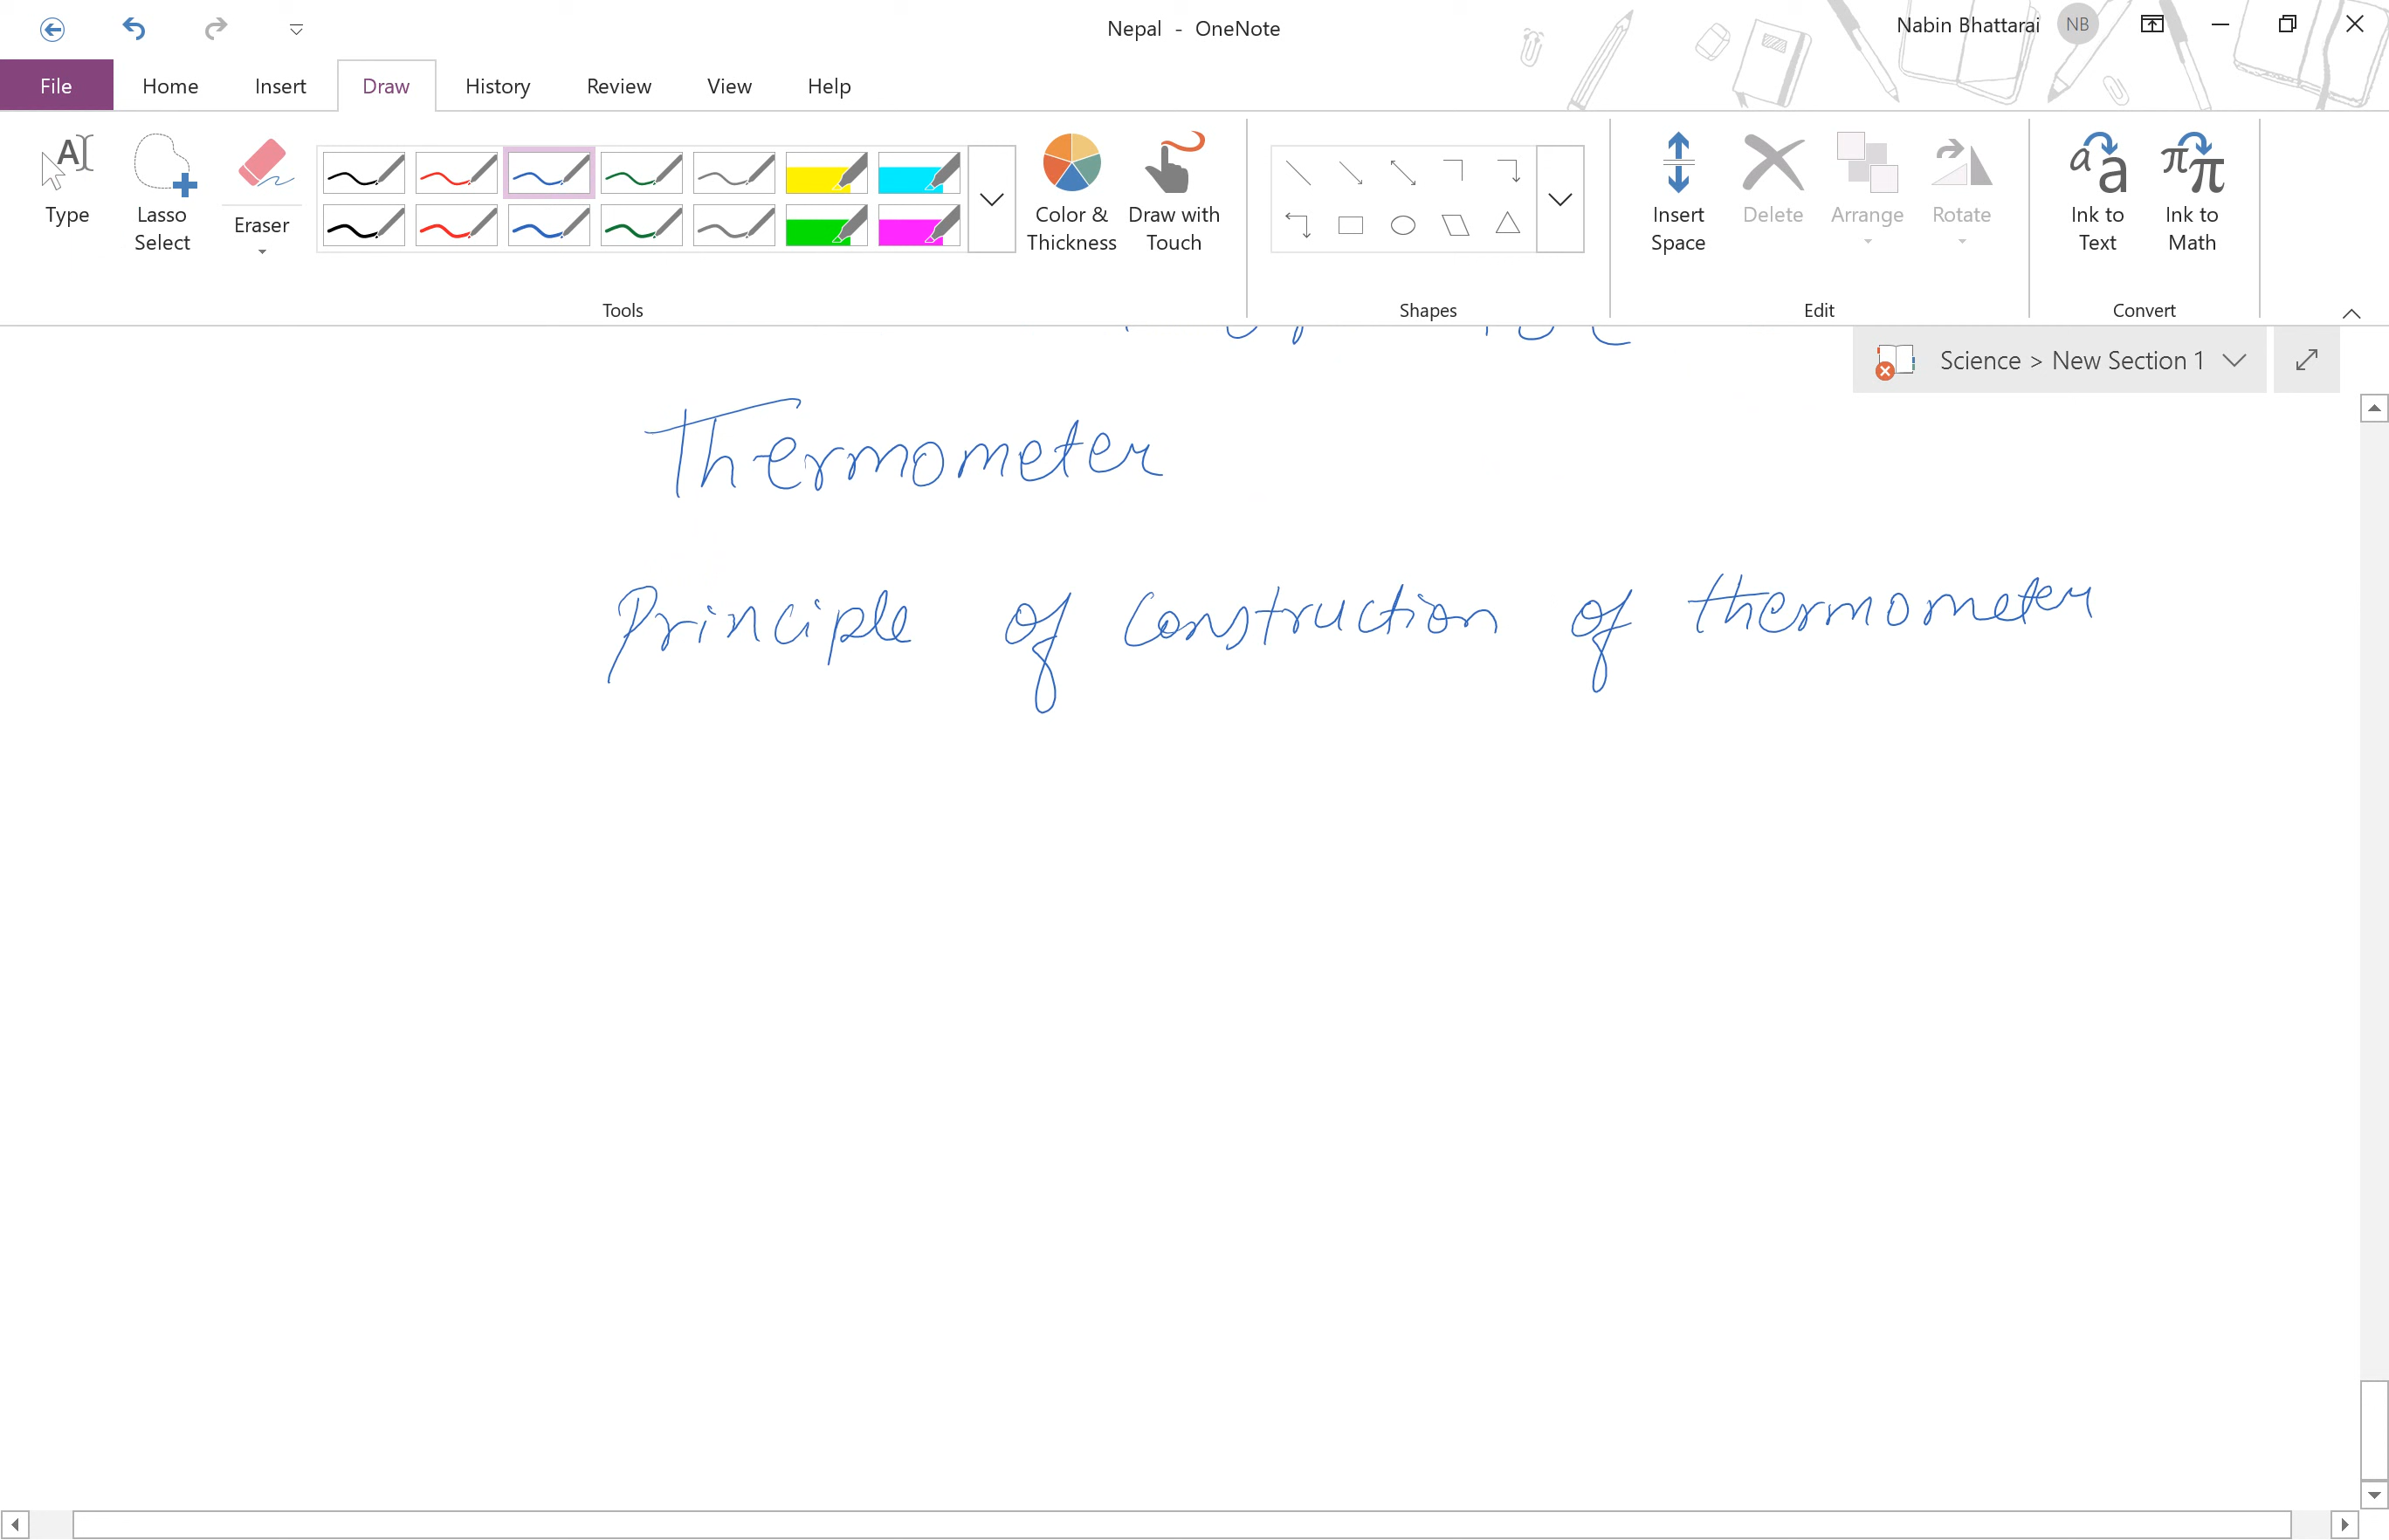 Nepal - OneNote
Nabin Bhattarai NB
File Home Insert Draw History Review View Help
Type
Lasso Select
Eraser
Color & Thickness
Draw with Touch
Insert Space
Delete
Arrange
Rotate
Ink to Text
Ink to Math
Tools Shapes Edit Convert
Science > New Section 1
Thermometer
Principle of construction of thermometer